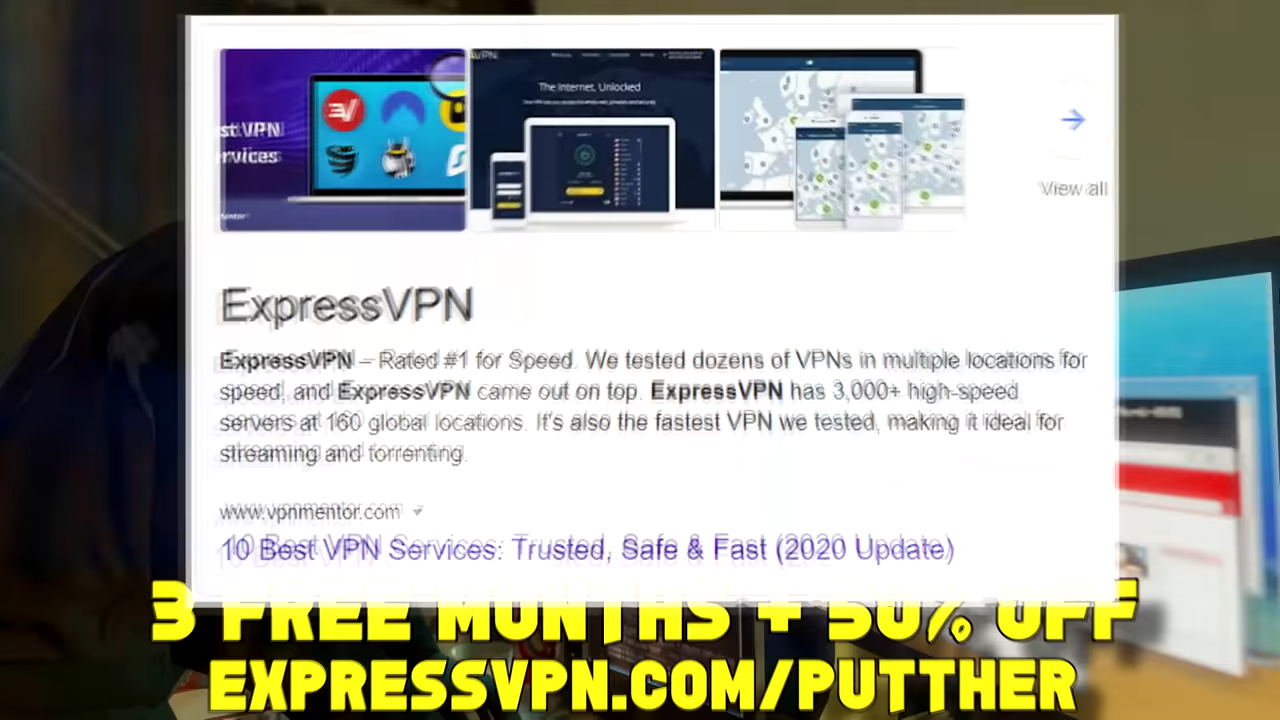 st VPN
rvices
The Internet, Unlocked
View all
ExpressVPN
ExpressVPN – Rated #1 for Speed. We tested dozens of VPNs in multiple locations for
speed, and ExpressVPN came out on top. ExpressVPN has 3,000+ high-speed
servers at 160 global locations. It's also the fastest VPN we tested, making it ideal for
streaming and torrenting.
www.vpnmentor.com
10 Best VPN Services: Trusted, Safe & Fast (2020 Update)
3 FREE MONTHS + 50% OFF
EXPRESSVPN.COM/PUTTHER